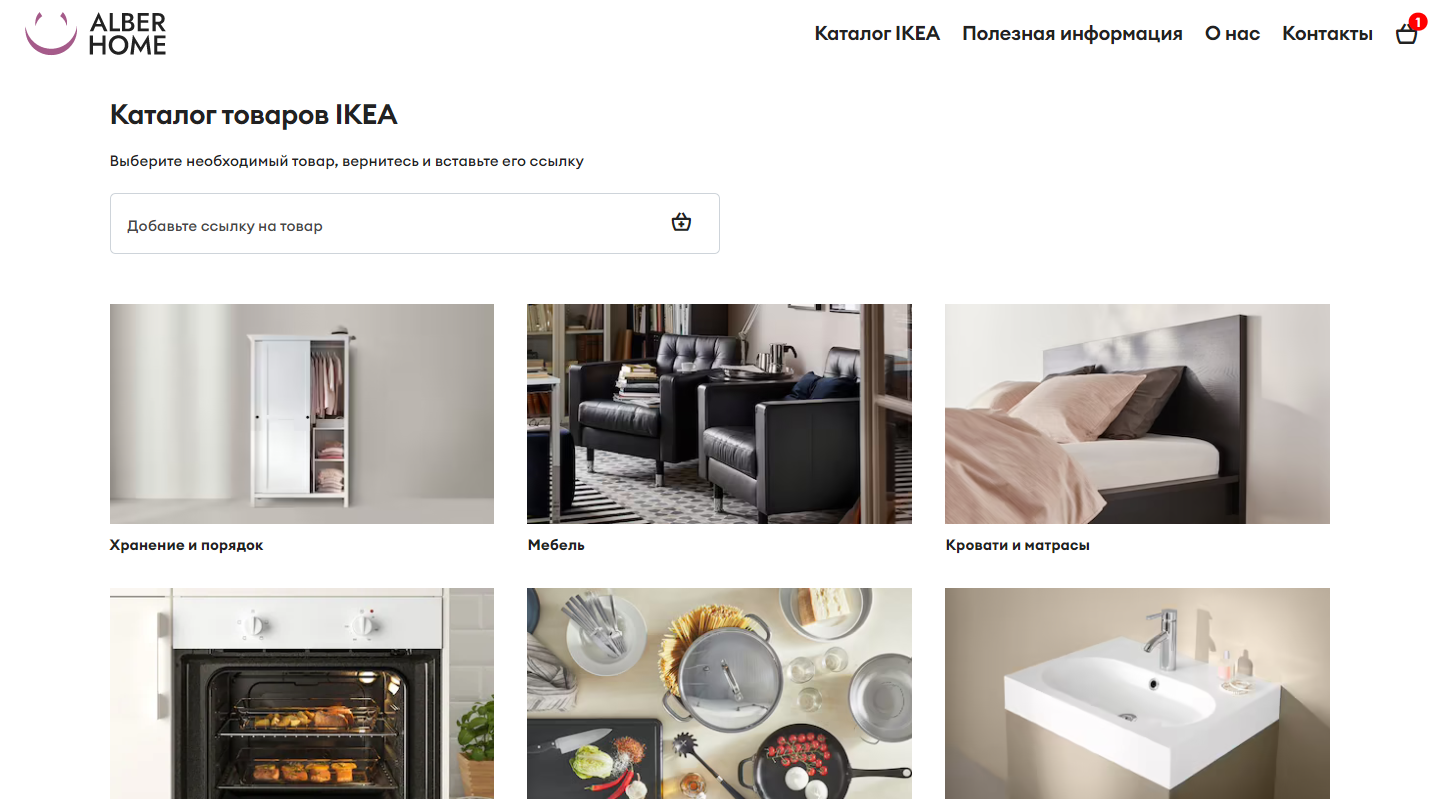 ALBER
HOME
Каталог IKEA
Полезная информация
О нас
Контакты
1
Каталог товаров IKEA
Выберите необходимый товар, вернитесь и вставьте его ссылку
Добавьте ссылку на товар
Хранение и порядок
Мебель
Кровати и матрасы